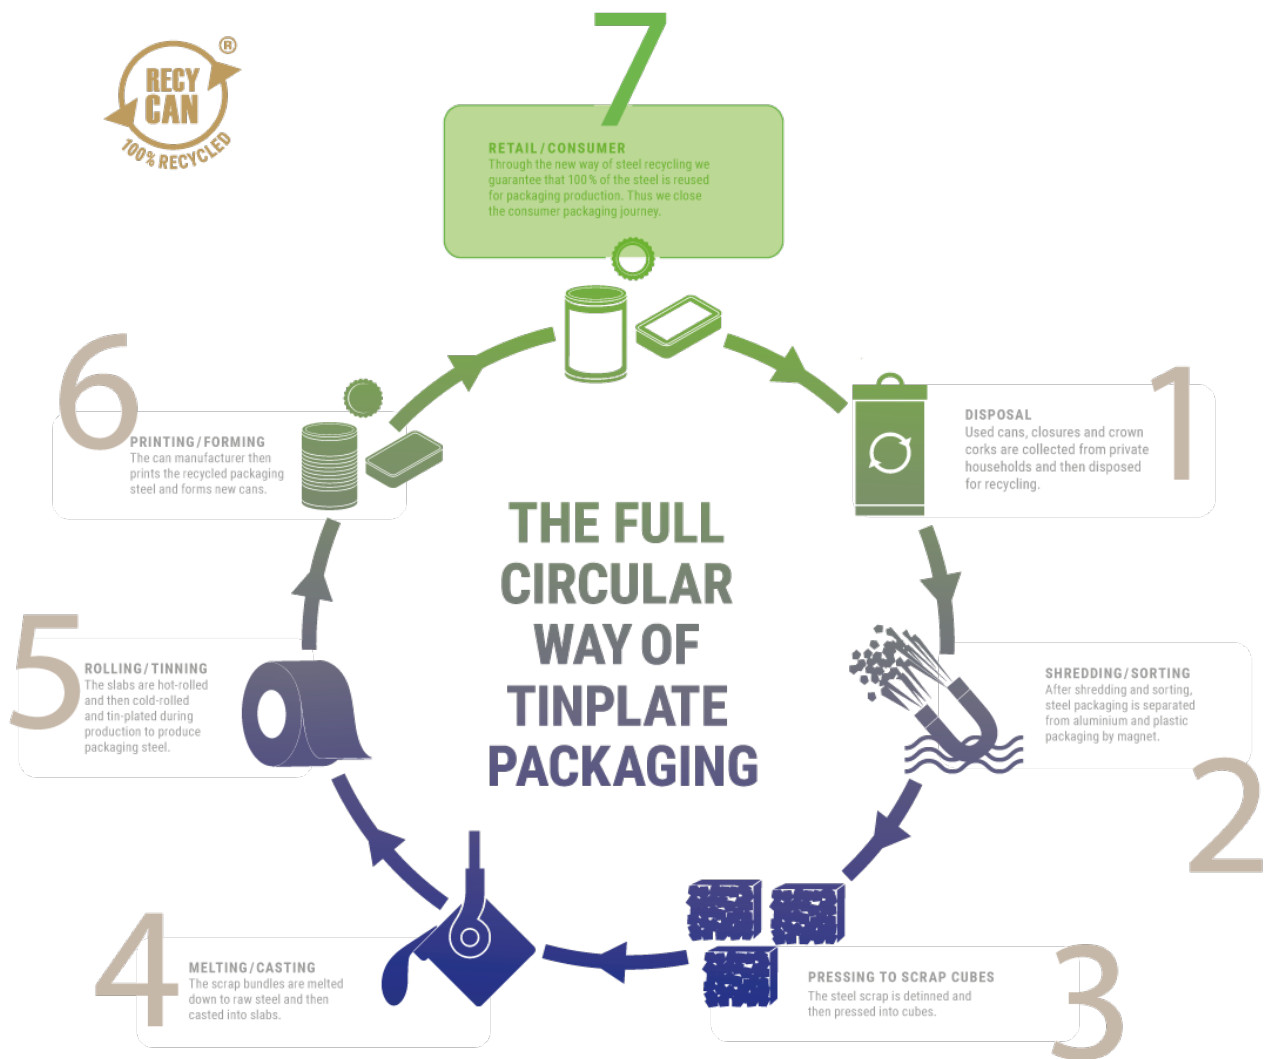 RECY
CAN
®
100% RECYCLED
7
RETAIL/CONSUMER
Through the new way of steel recycling we
guarantee that 100% of the steel is reused
for packaging production. Thus we close
the consumer packaging journey.
1
DISPOSAL
Used cans, closures and crown
corks are collected from private
households and then disposed
for recycling.
2
SHREDDING/SORTING
After shredding and sorting,
steel packaging is separated
from aluminium and plastic
packaging by magnet.
3
PRESSING TO SCRAP CUBES
The steel scrap is detinned and
then pressed into cubes.
4
MELTING/CASTING
The scrap bundles are melted
down to raw steel and then
casted into slabs.
5
ROLLING/TINNING
The slabs are hot-rolled
and then cold-rolled
and tin-plated during
production to produce
packaging steel.
6
PRINTING/FORMING
The can manufacturer then
prints the recycled packaging
steel and forms new cans.
THE FULL
CIRCULAR
WAY OF
TINPLATE
PACKAGING